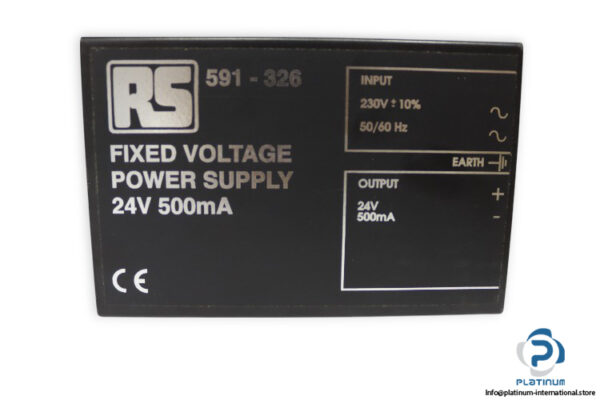 RS 591 - 326
FIXED VOLTAGE
POWER SUPPLY
24V 500mA
CE
INPUT
230V ± 10%
50/60 Hz
EARTH
OUTPUT
24V
500mA
+
-
PLATINUM
Info@platinum-international.store